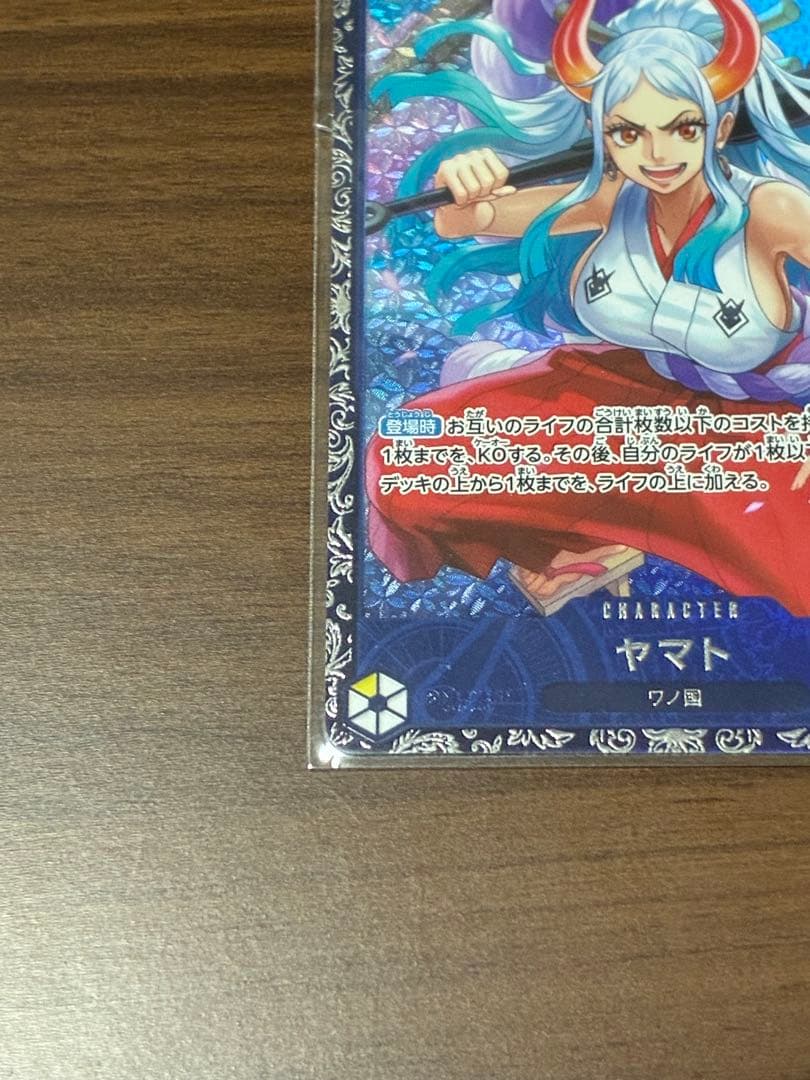 登場時 お互いのライフの合計枚数以下のコストを
1枚までを、KOする。その後、自分のライフが1枚以
デッキの上から1枚までを、ライフの上に加える。
CHARACTER
ヤマト
ワノ国